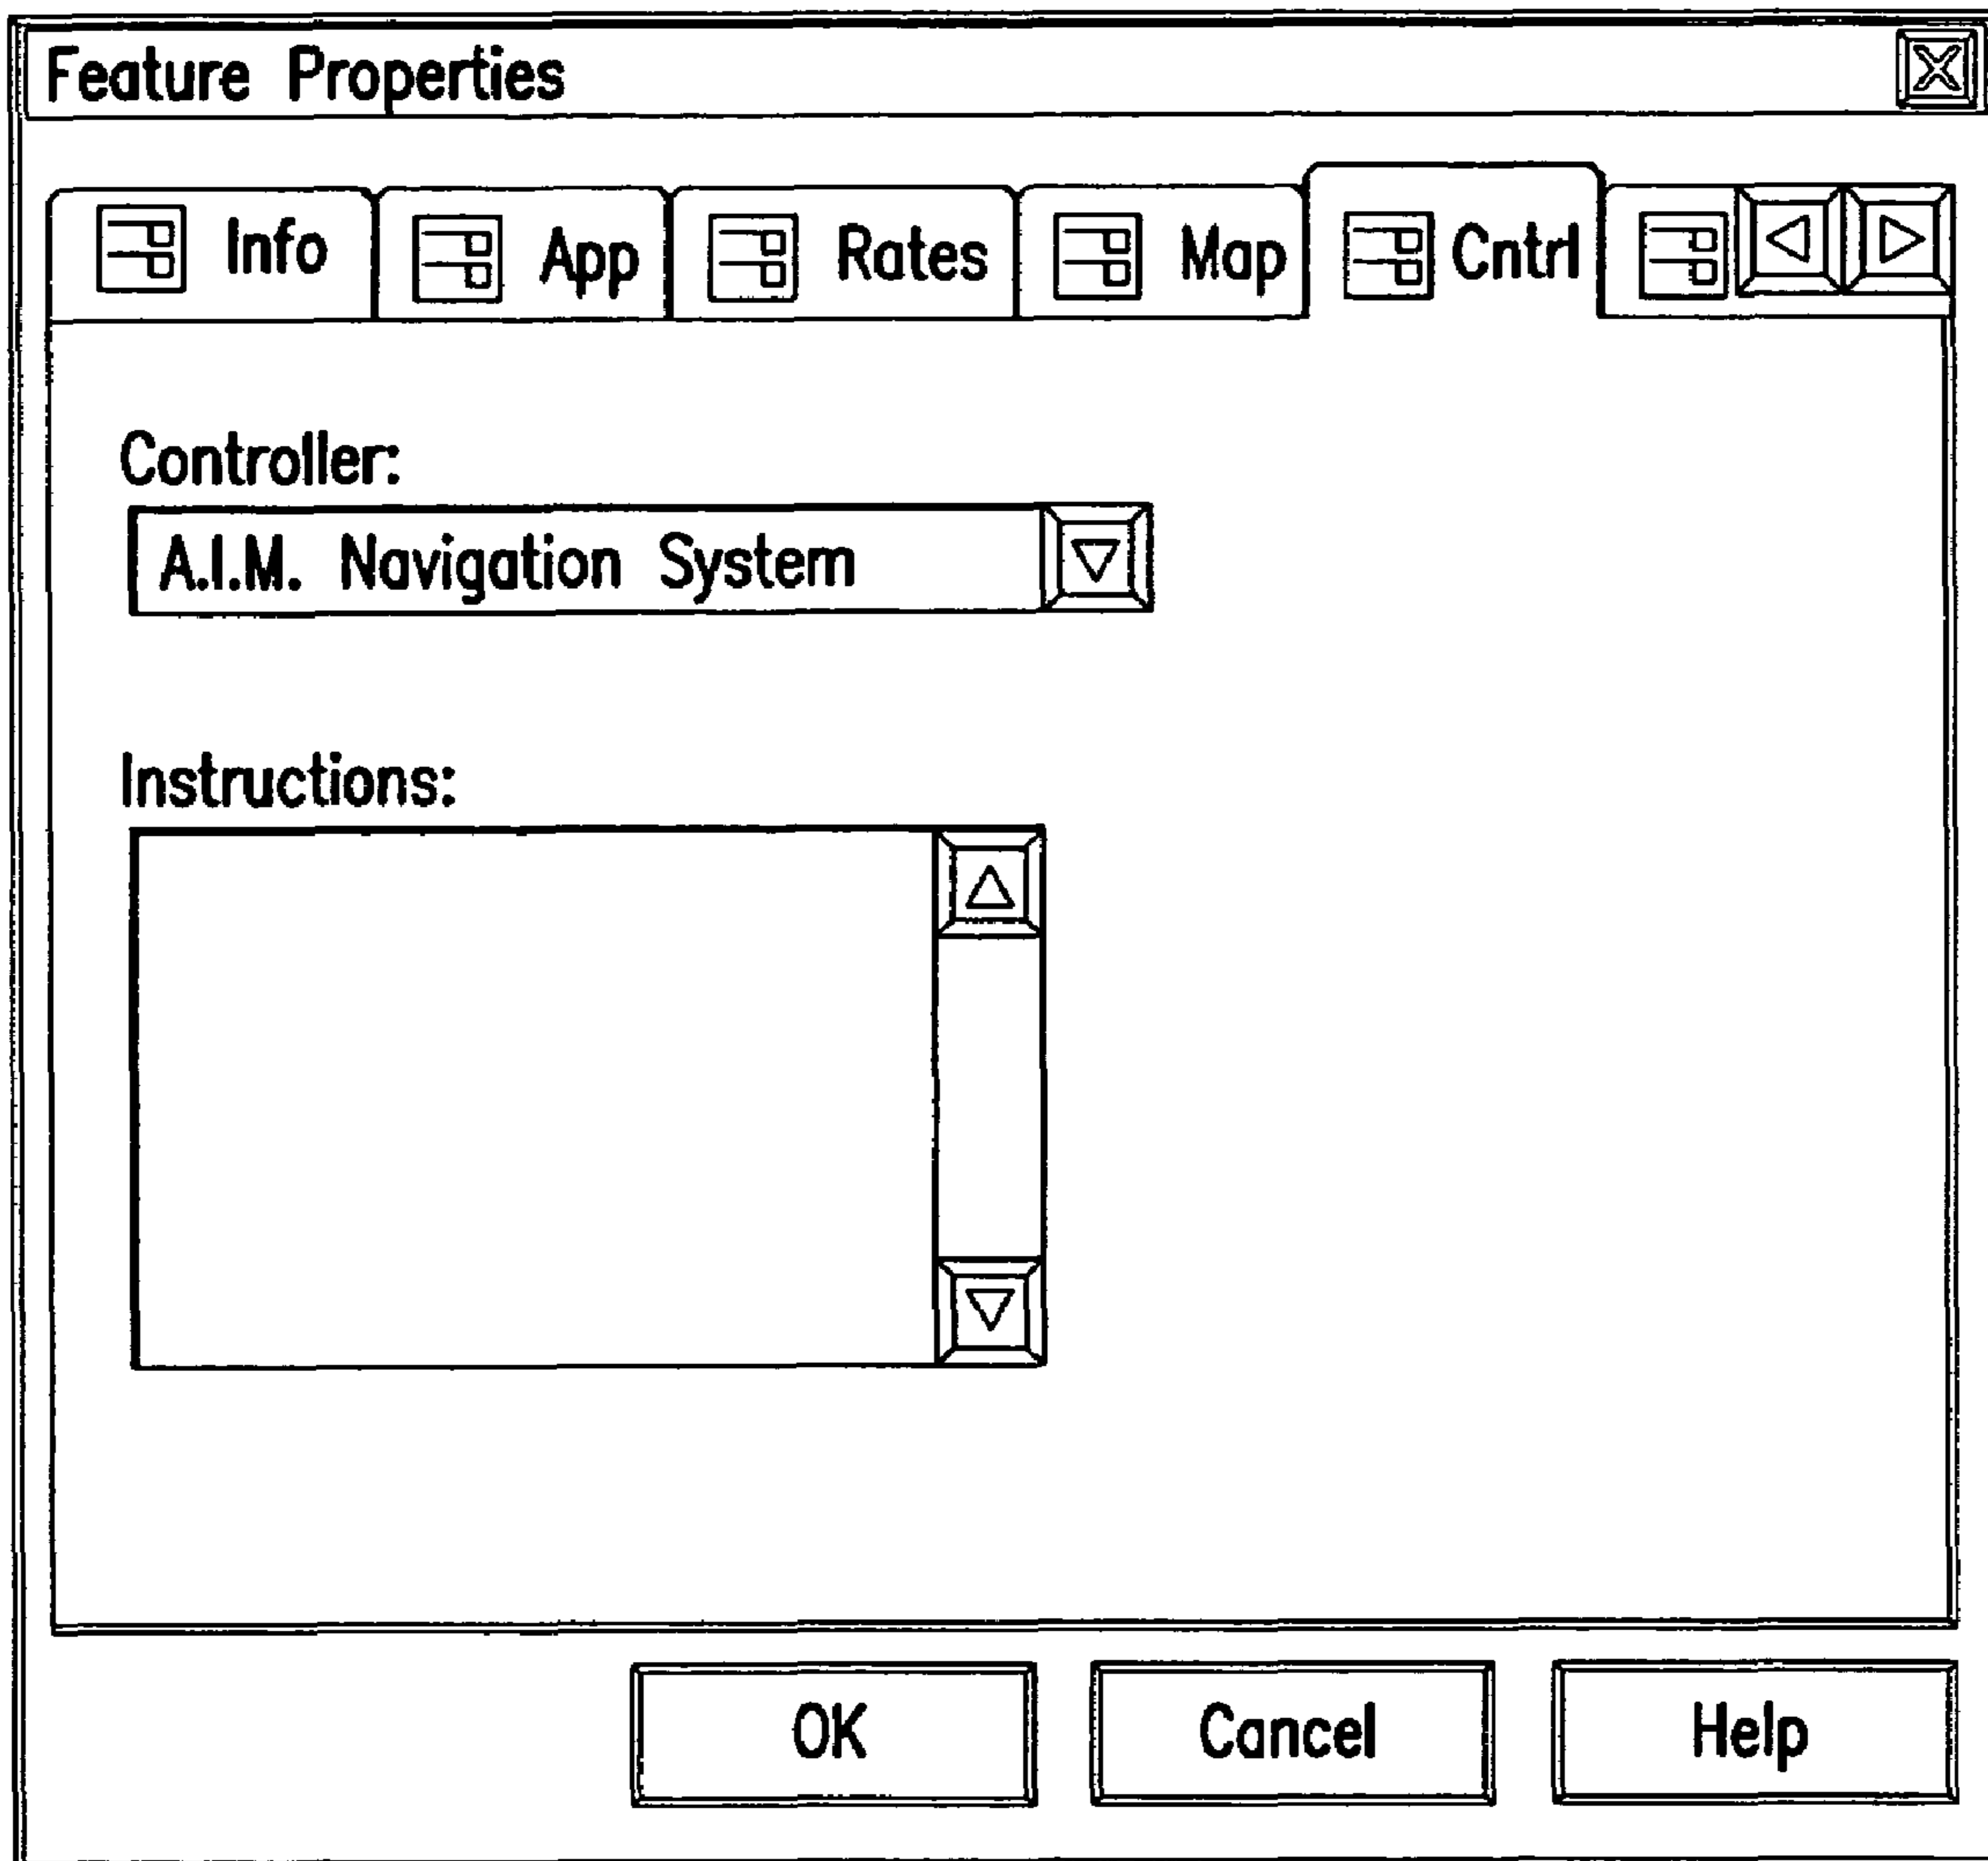 Feature Properties
Info App Rates Map Cntrl
Controller:
A.I.M. Navigation System
Instructions:
OK Cancel Help